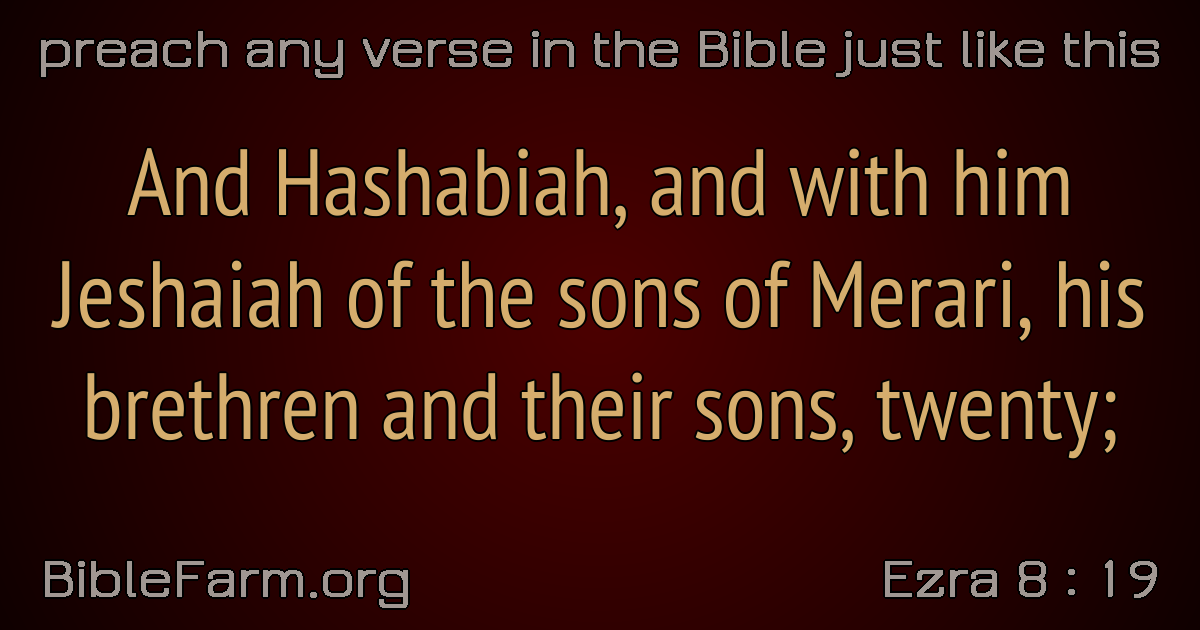 preach any verse in the Bible just like this
And Hashabiah, and with him
Jeshaiah of the sons of Merari, his
brethren and their sons, twenty;
BibleFarm.org
Ezra 8 : 19